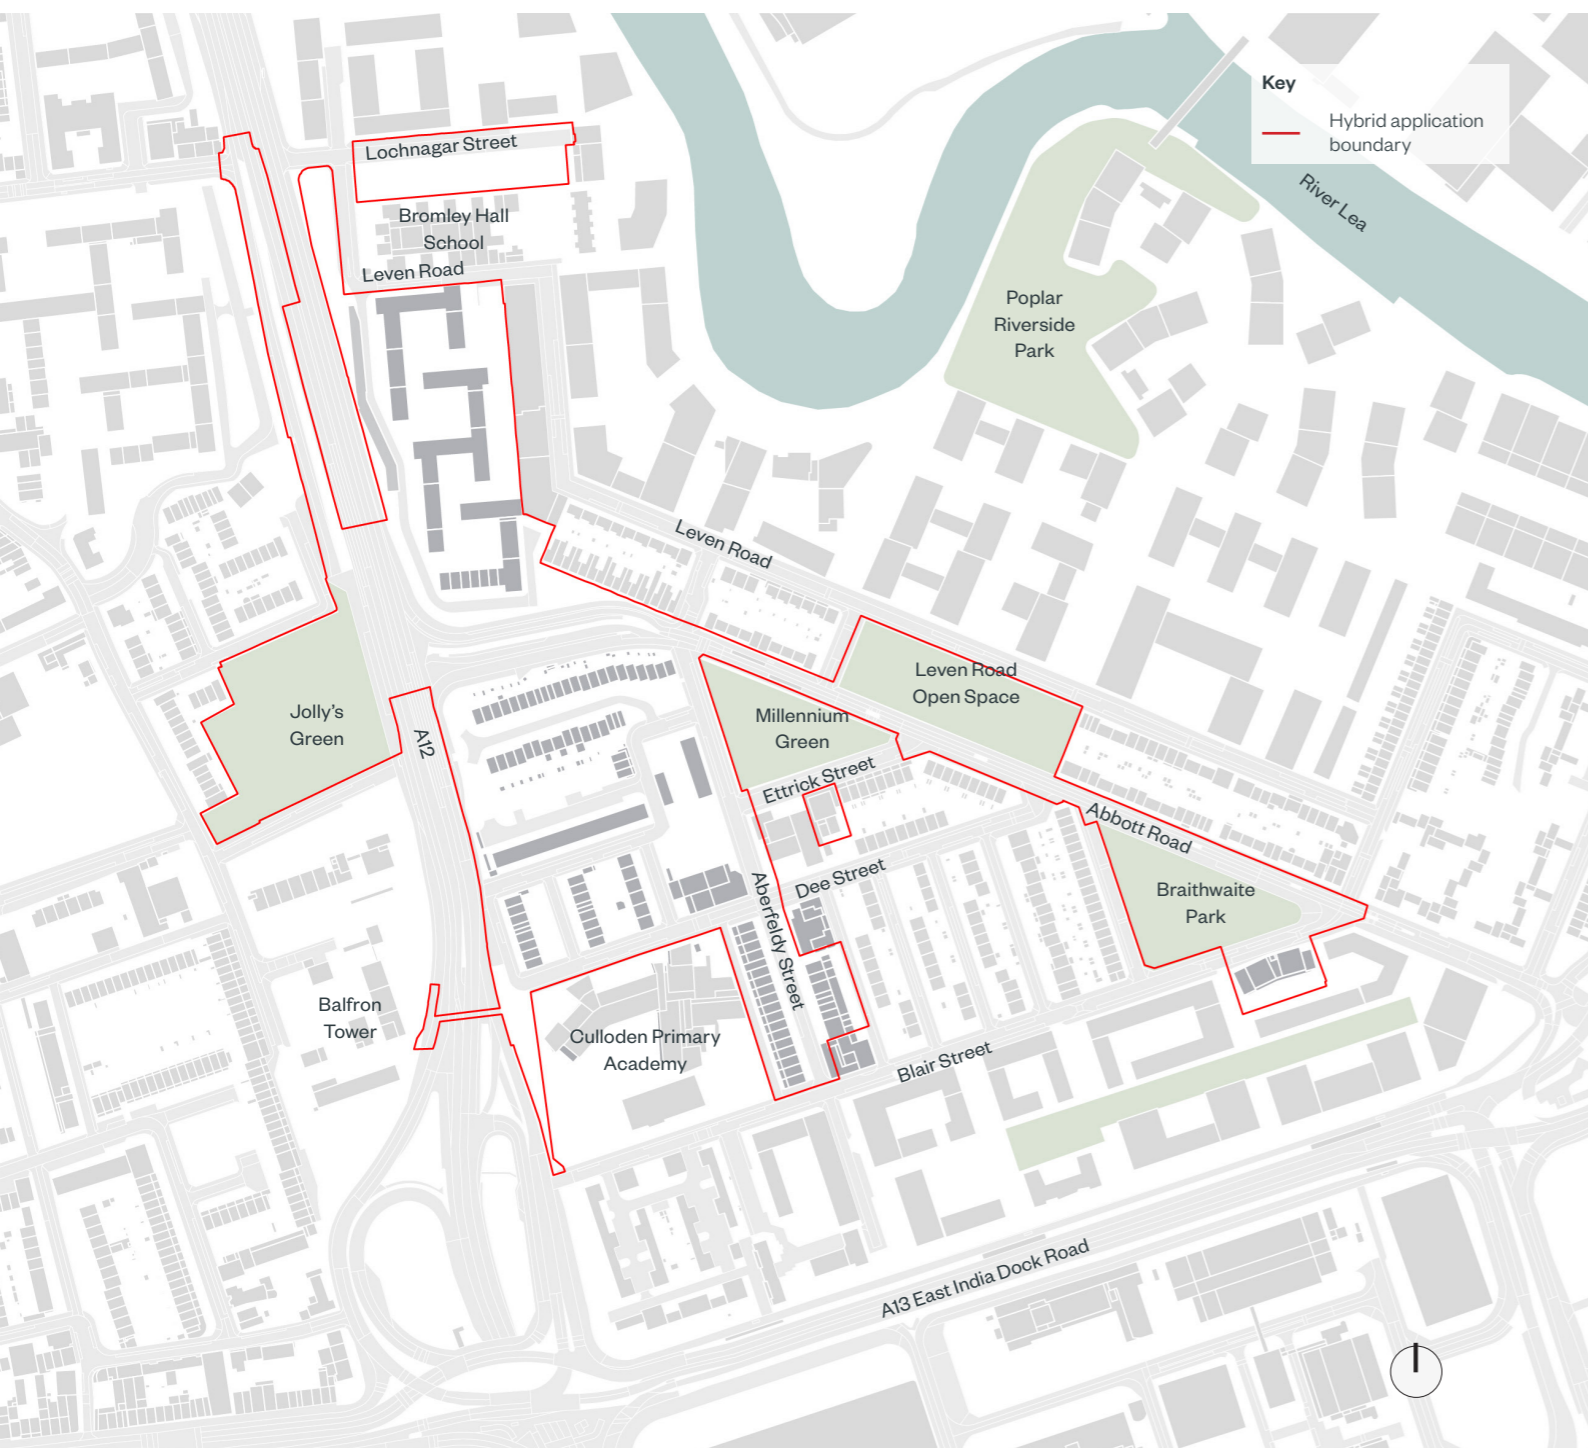 Key
Hybrid application
boundary
Lochnagar Street
River Lea
Bromley Hall
School
Leven Road
Poplar
Riverside
Park
Leven Road
Leven Road
Open Space
Jolly's
Green
Millennium
Green
A12
Ettrick Street
Abbott Road
Dee Street
Braithwaite
Park
Aberfeldy Street
Balfron
Tower
Culloden Primary
Academy
Blair Street
A13 East India Dock Road